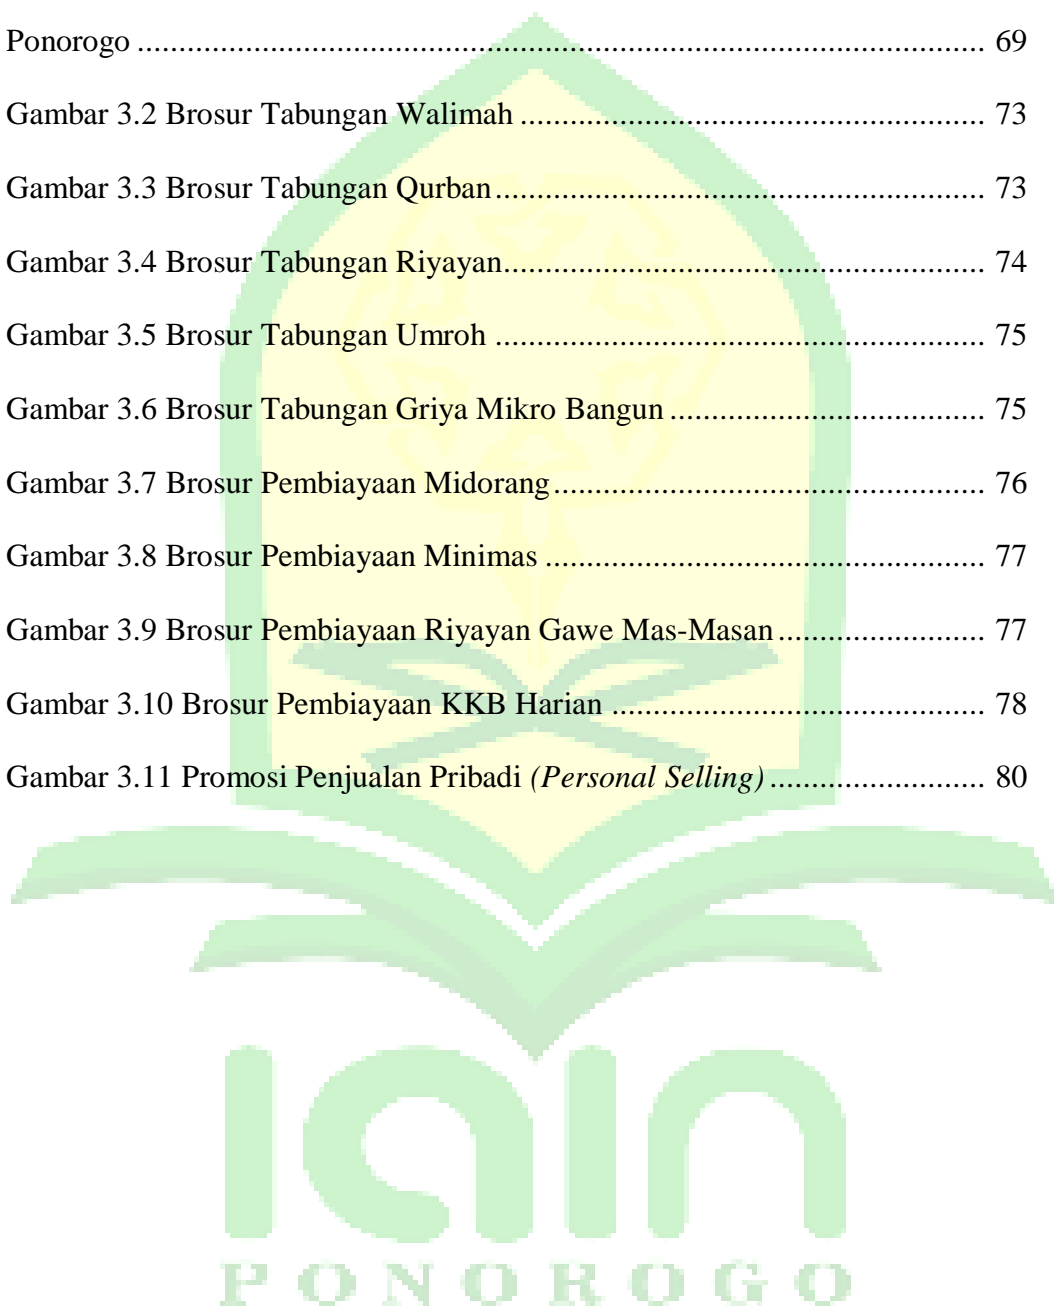 Ponorogo ........................................................................................................ 69
Gambar 3.2 Brosur Tabungan Walimah ......................................................... 73
Gambar 3.3 Brosur Tabungan Qurban............................................................ 73
Gambar 3.4 Brosur Tabungan Riyayan........................................................... 74
Gambar 3.5 Brosur Tabungan Umroh ............................................................ 75
Gambar 3.6 Brosur Tabungan Griya Mikro Bangun ....................................... 75
Gambar 3.7 Brosur Pembiayaan Midorang..................................................... 76
Gambar 3.8 Brosur Pembiayaan Minimas ...................................................... 77
Gambar 3.9 Brosur Pembiayaan Riyayan Gawe Mas-Masan ......................... 77
Gambar 3.10 Brosur Pembiayaan KKB Harian .............................................. 78
Gambar 3.11 Promosi Penjualan Pribadi (Personal Selling) .......................... 80
IAIN
PONOROGO